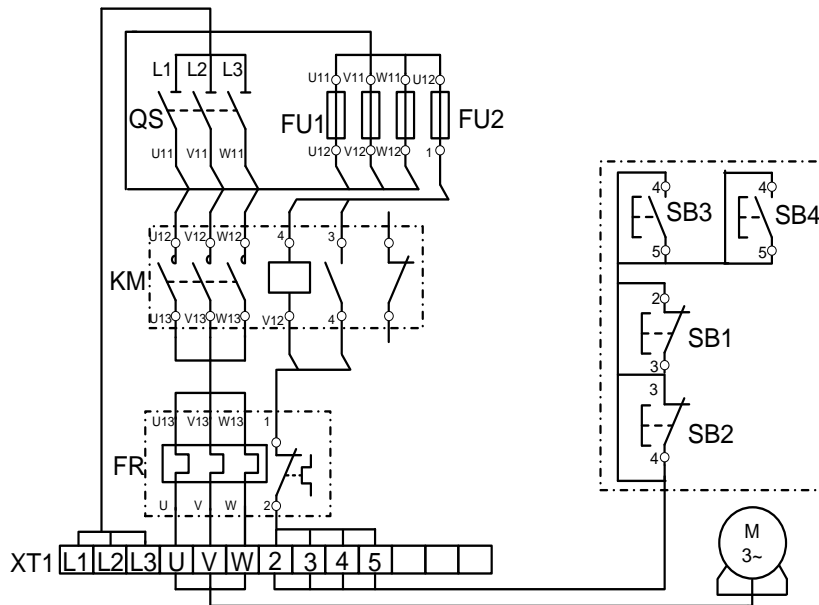 L1 L2 L3
QS
U11 V11 W11 U12
FU1
FU2
U12 V12 W12 1
U11 V11 W11
4 4
SB3 SB4
5 5
U12 V12 W12 4 3
KM
U13 V13 W13 V12 4
2
SB1
3
3
SB2
4
U13 V13 W13 1
FR
U V W 2
XT1 L1 L2 L3 U V W 2 3 4 5
M
3~